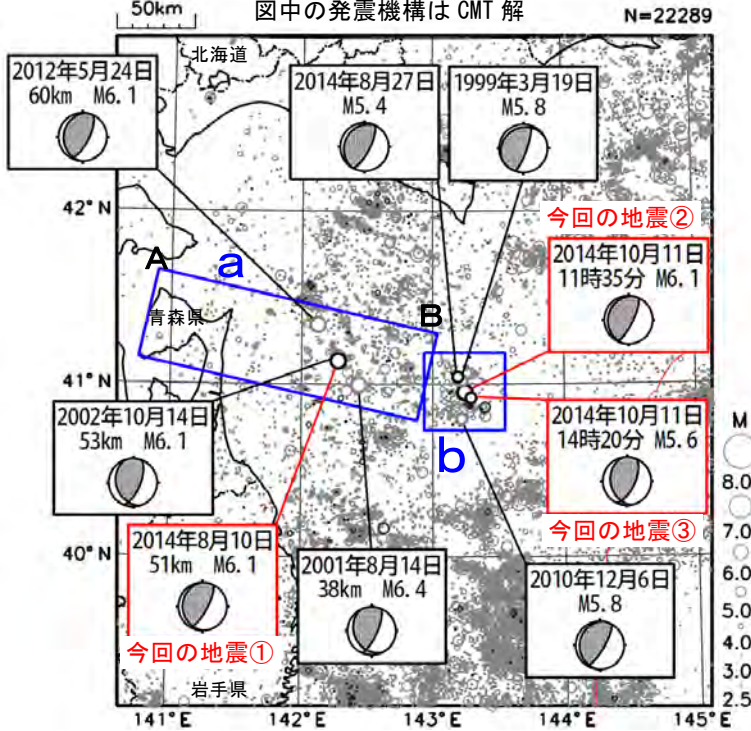 50km
図中の発震機構は CMT 解
N=22289
北海道
2012年5月24日
60km M6.1
2014年8月27日
M5.4
1999年3月19日
M5.8
42°N
今回の地震②
2014年10月11日
11時35分 M6.1
A
a
B
青森県
41°N
2002年10月14日
53km M6.1
b
2014年10月11日
14時20分 M5.6
今回の地震③
M
8.0
7.0
6.0
5.0
4.0
3.0
2.5
40°N
2014年8月10日
51km M6.1
今回の地震①
2001年8月14日
38km M6.4
2010年12月6日
M5.8
岩手県
141°E
142°E
143°E
144°E
145°E